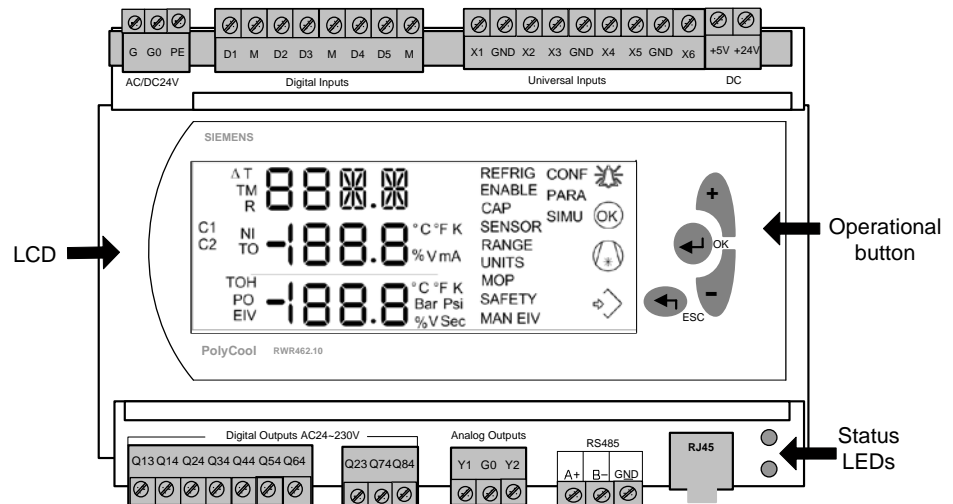 G G0 PE
D1 M D2 D3 M D4 D5 M
X1 GND X2 X3 GND X4 X5 GND X6
+5V +24V
AC/DC24V
Digital Inputs
Universal Inputs
DC
SIEMENS
Δ T
TM
R
88.8.8
C1
C2
NI
TO
-188.8
°C °F K
% V mA
TOH
PO
EIV
-188.8
°C °F K
Bar Psi
%V Sec
REFRIG
ENABLE
CAP
SENSOR
RANGE
UNITS
MOP
SAFETY
MAN EIV
CONF
PARA
SIMU
OK
+
OK
-
ESC
LCD
Operational
button
PolyCool RWR462.10
Digital Outputs AC24~230V
Q13 Q14 Q24 Q34 Q44 Q54 Q64
Q23 Q74 Q84
Analog Outputs
Y1 G0 Y2
RS485
A+ B- GND
RJ45
Status
LEDs